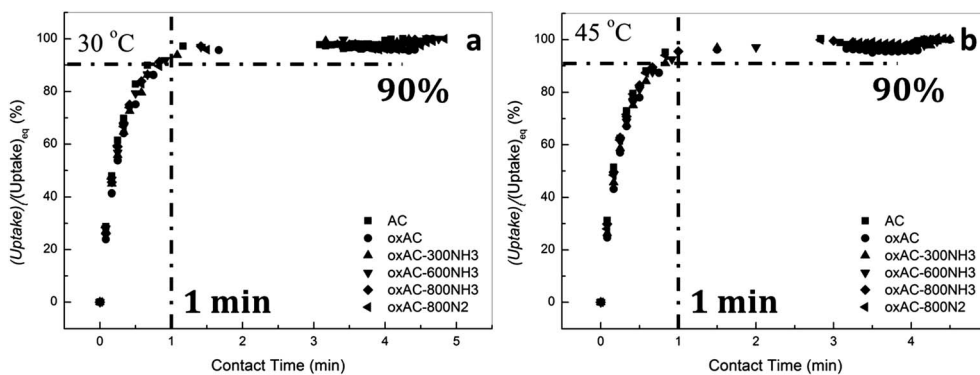 30 °C
a
100
80
60
40
20
0
90%
1 min
AC
oxAC
oxAC-300NH3
oxAC-600NH3
oxAC-800NH3
oxAC-800N2
0 1 2 3 4 5
Contact Time (min)
(Uptake)/(Uptake)eq (%)
45 °C
b
100
80
60
40
20
0
90%
1 min
AC
oxAC
oxAC-300NH3
oxAC-600NH3
oxAC-800NH3
oxAC-800N2
0 1 2 3 4
Contact Time (min)
(Uptake)/(Uptake)eq (%)